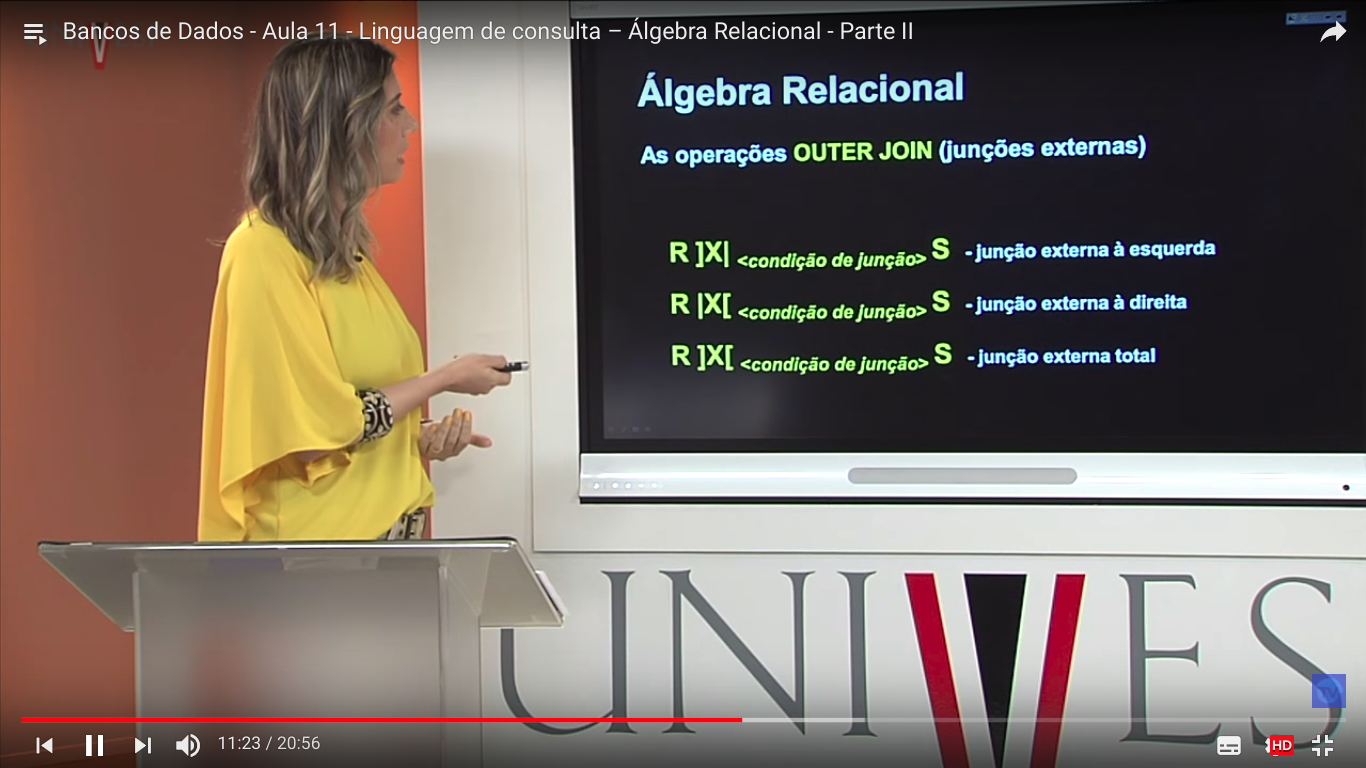 Bancos de Dados - Aula 11 - Linguagem de consulta – Álgebra Relacional - Parte II
Álgebra Relacional
As operações OUTER JOIN (junções externas)
R ]X| <condição de junção> S - junção externa à esquerda
R |X[ <condição de junção> S - junção externa à direita
R ]X[ <condição de junção> S - junção externa total
UNIVES
11:23 / 20:56
HD